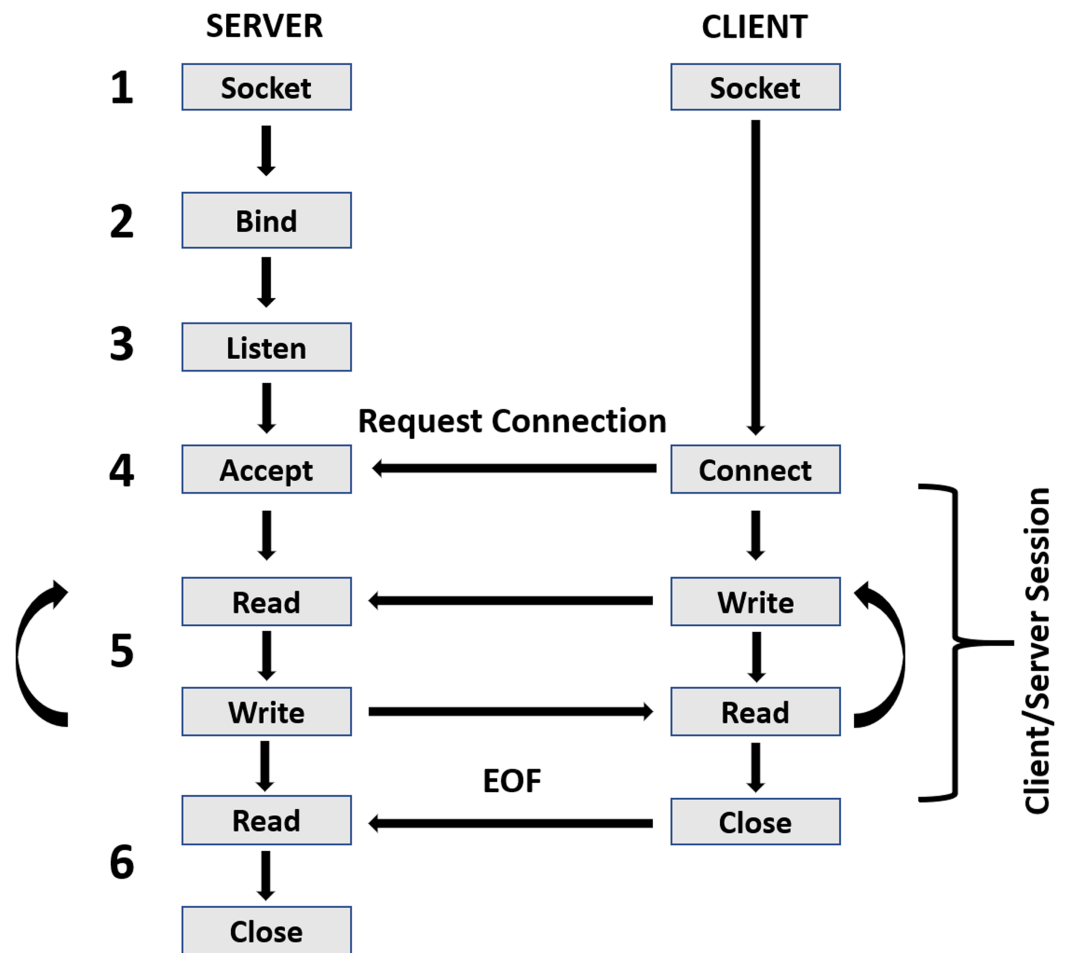 SERVER CLIENT
1 Socket Socket
2 Bind
3 Listen
Request Connection
4 Accept Connect
Read Write
5
Write Read
EOF
Read Close
6
Close
Client/Server Session